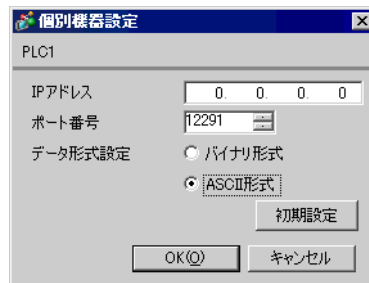 個別機器設定
PLC1
IPアドレス 0. 0. 0. 0
ポート番号 12291
データ形式設定 バイナリ形式
ASCII形式
初期設定
OK(O) キャンセル